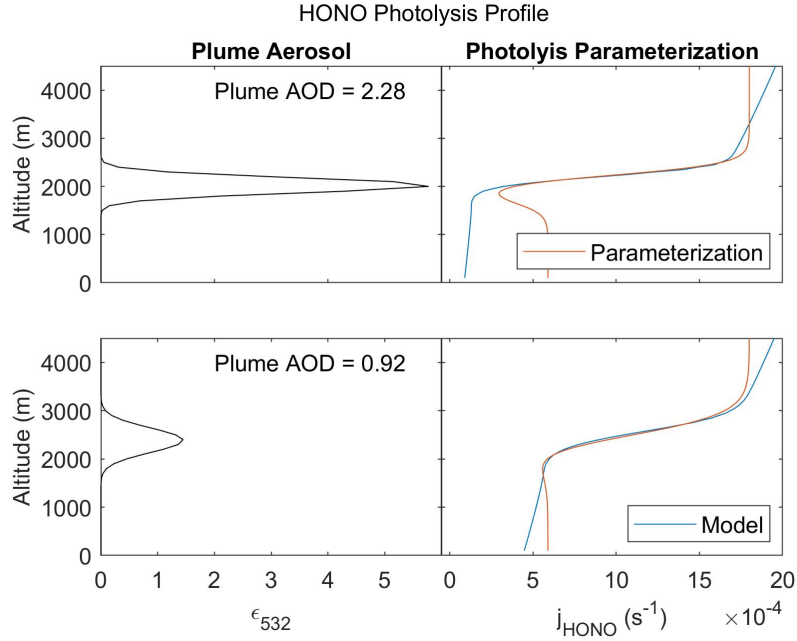 HONO Photolysis Profile
Plume Aerosol
Photolyis Parameterization
Altitude (m)
4000
3000
2000
1000
0
Plume AOD = 2.28
Parameterization
Altitude (m)
4000
3000
2000
1000
0
Plume AOD = 0.92
Model
0 1 2 3 4 5
0 5 10 15 20
ϵ532
jHONO (s-1)
×10-4